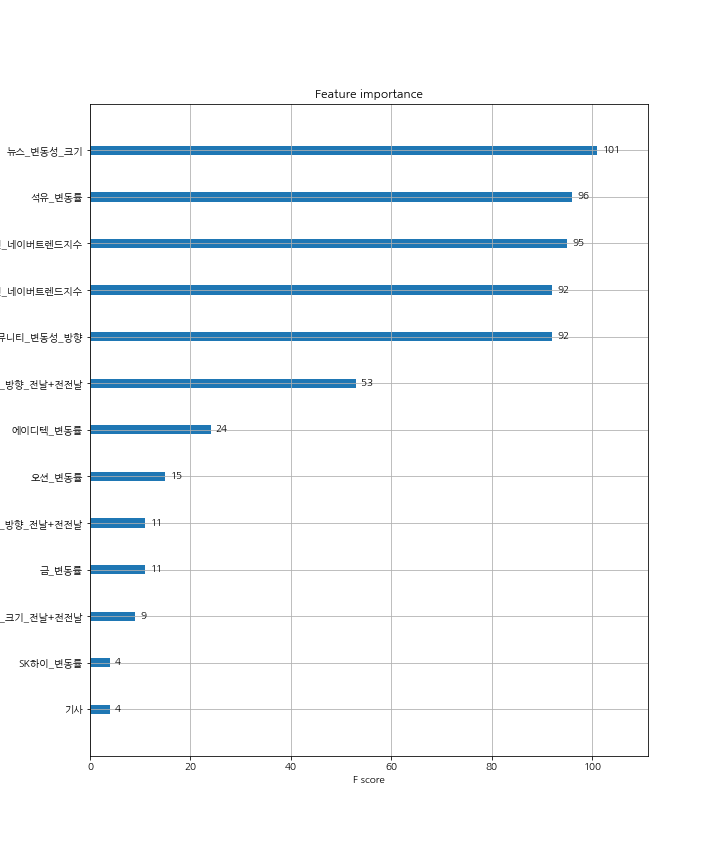 Feature importance
뉴스_변동성_크기 101
석유_변동률 96
_네이버트렌드지수 95
_네이버트렌드지수 92
뮤니티_변동성_방향 92
_방향_전날+전전날 53
에이디텍_변동률 24
오션_변동률 15
_방향_전날+전전날 11
금_변동률 11
_크기_전날+전전날 9
SK하이_변동률 4
기사 4
0 20 40 60 80 100
F score